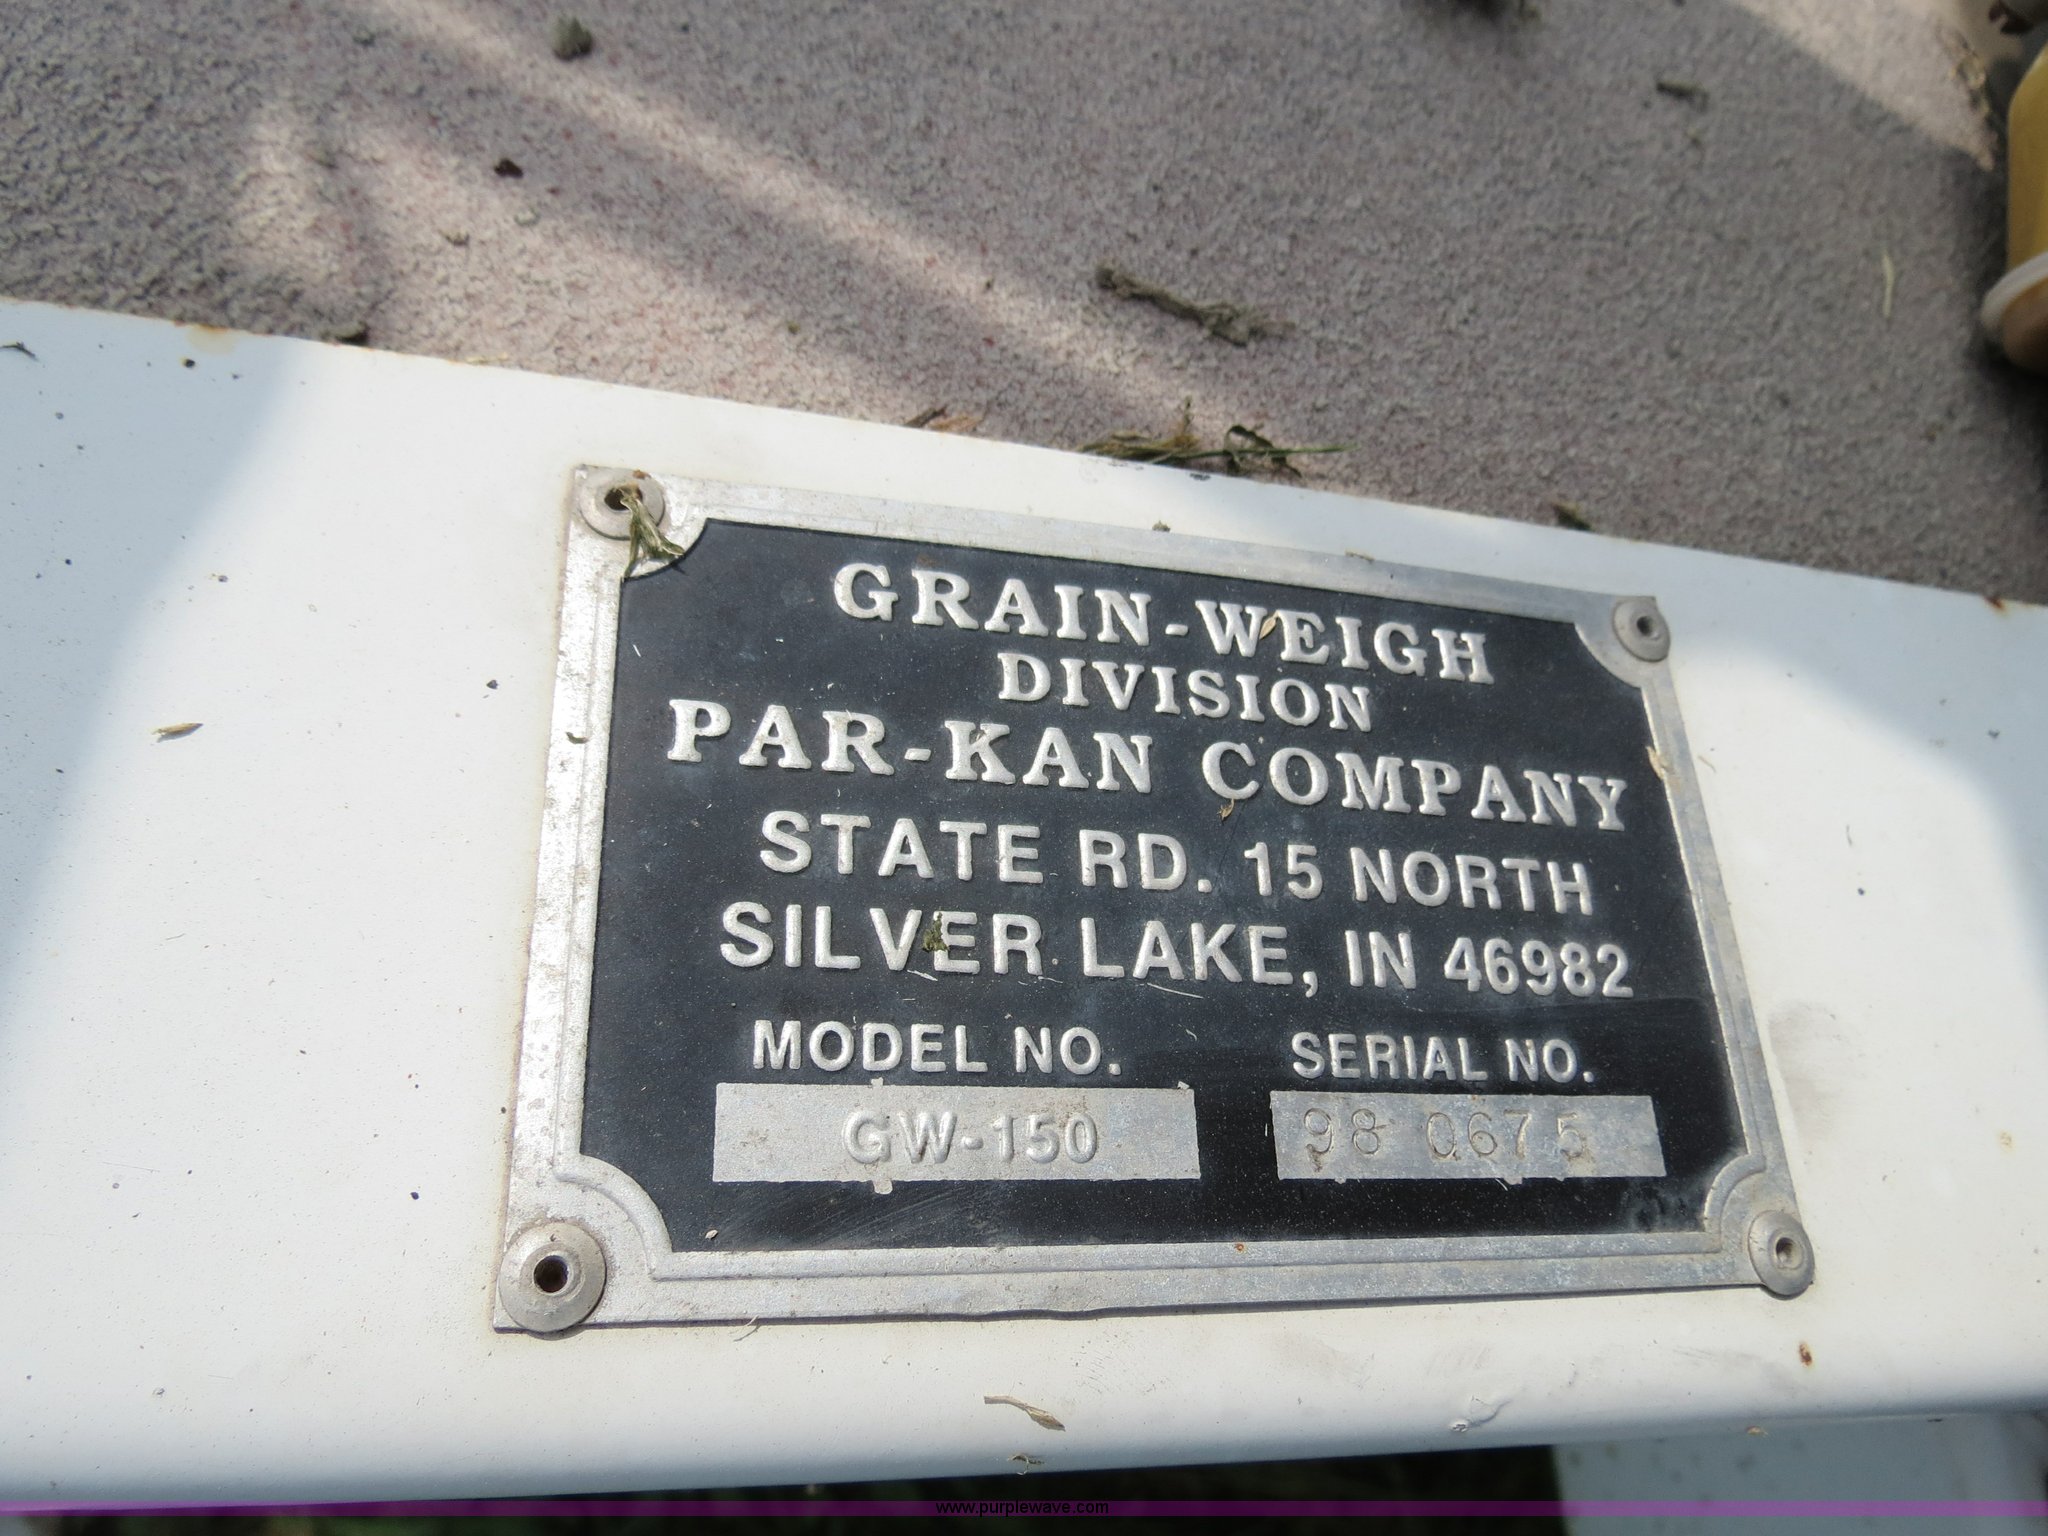 GRAIN-WEIGH
DIVISION
PAR-KAN COMPANY
STATE RD. 15 NORTH
SILVER LAKE, IN 46982
MODEL NO. SERIAL NO.
GW-150 98 0675
www.purplewave.com